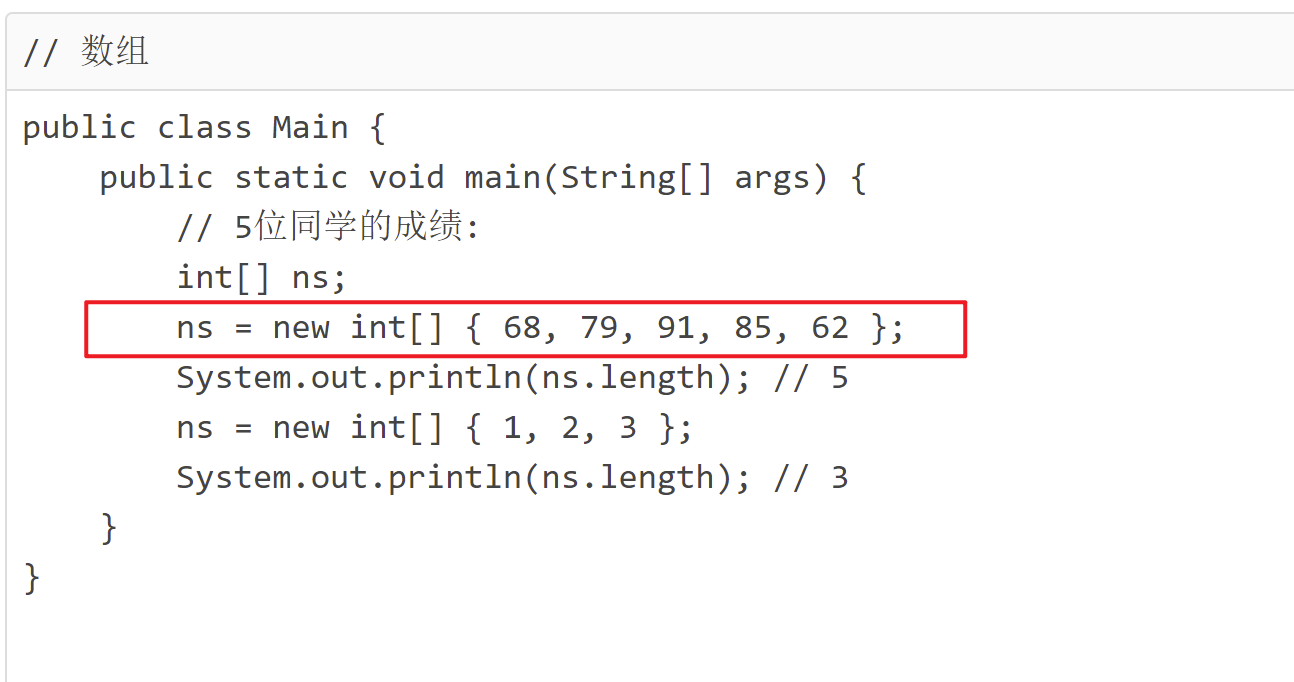 // 数组
public class Main {
    public static void main(String[] args) {
        // 5位同学的成绩:
        int[] ns;
        ns = new int[] { 68, 79, 91, 85, 62 };
        System.out.println(ns.length); // 5
        ns = new int[] { 1, 2, 3 };
        System.out.println(ns.length); // 3
    }
}